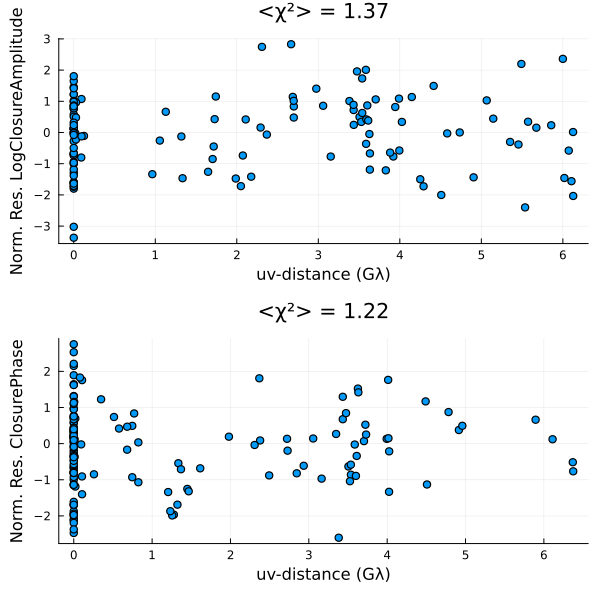 <χ²> = 1.37
Norm. Res. LogClosureAmplitude
3
2
1
0
−1
−2
−3
0 1 2 3 4 5 6
uv-distance (Gλ)
<χ²> = 1.22
Norm. Res. ClosurePhase
2
1
0
−1
−2
0 1 2 3 4 5 6
uv-distance (Gλ)